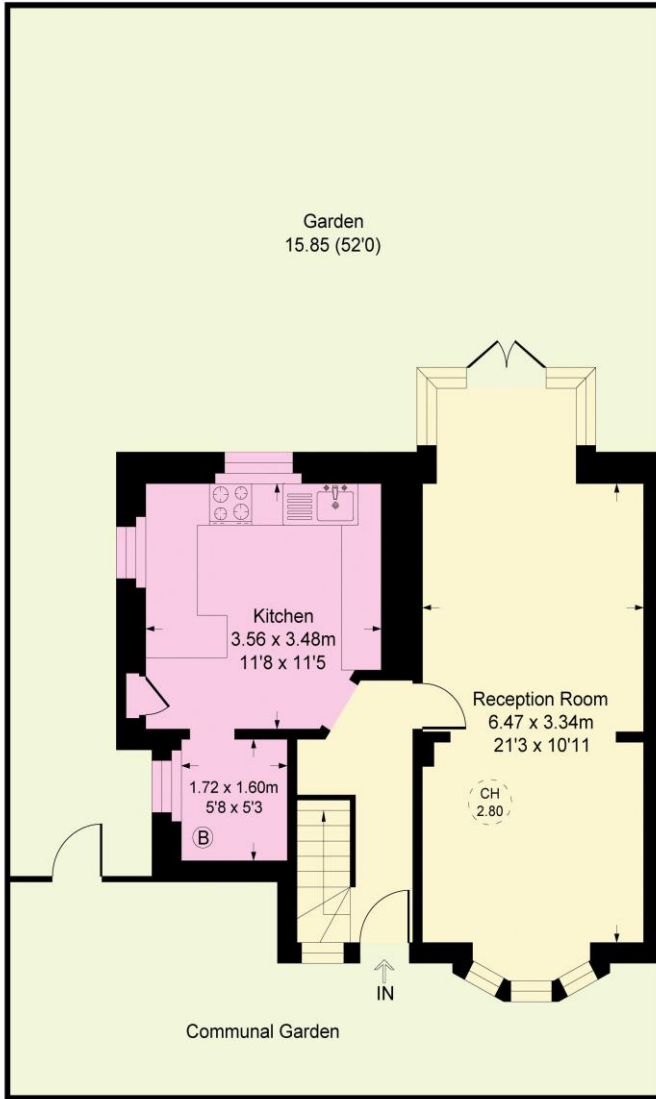 Garden
15.85 (52'0)
Kitchen
3.56 x 3.48m
11'8 x 11'5
Reception Room
6.47 x 3.34m
21'3 x 10'11
1.72 x 1.60m
5'8 x 5'3
B
CH
2.80
IN
Communal Garden